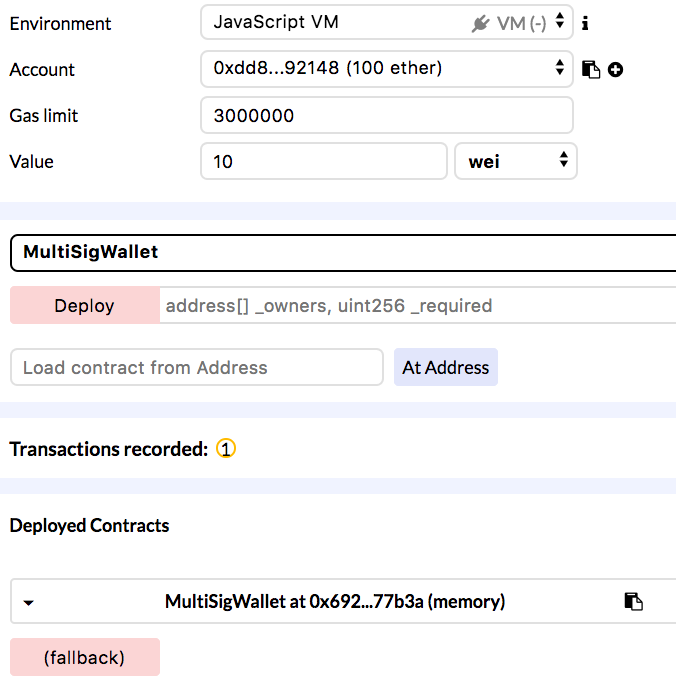 Environment JavaScript VM VM (-) i
Account 0xdd8...92148 (100 ether)
Gas limit 3000000
Value 10 wei
MultiSigWallet
Deploy address[] _owners, uint256 _required
Load contract from Address At Address
Transactions recorded: 1
Deployed Contracts
MultiSigWallet at 0x692...77b3a (memory)
(fallback)